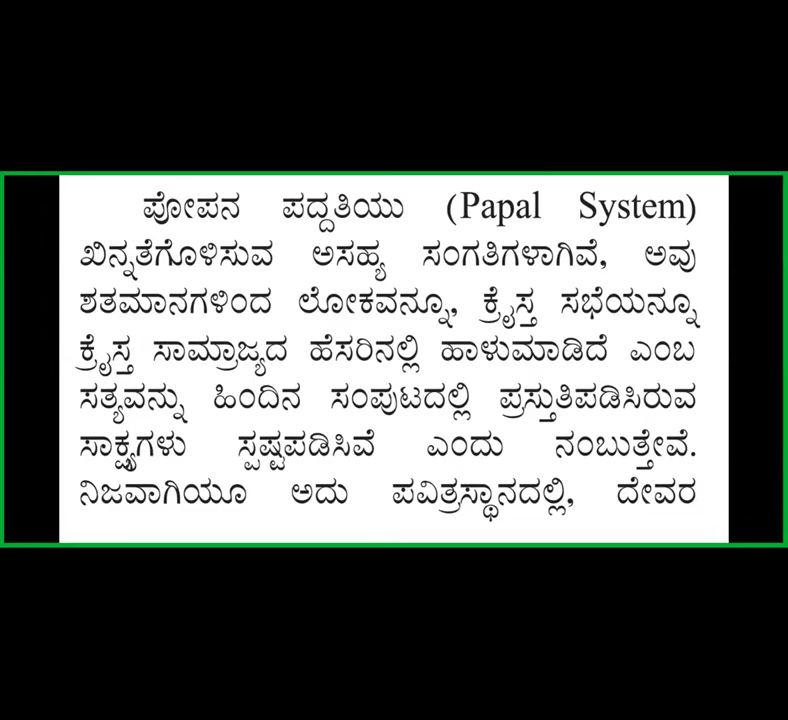 ಪೋಪನ ಪದ್ದತಿಯು (Papal System)
ಖಿನ್ನತೆಗೊಳಿಸುವ ಅಸಹ್ಯ ಸಂಗತಿಗಳಾಗಿವೆ, ಅವು
ಶತಮಾನಗಳಿಂದ ಲೋಕವನ್ನೂ, ಕ್ರೈಸ್ತ ಸಭೆಯನ್ನೂ
ಕ್ರೈಸ್ತ ಸಾಮ್ರಾಜ್ಯದ ಹೆಸರಿನಲ್ಲಿ ಹಾಳುಮಾಡಿದೆ ಎಂಬ
ಸತ್ಯವನ್ನು ಹಿಂದಿನ ಸಂಪುಟದಲ್ಲಿ ಪ್ರಸ್ತುತಿಪಡಿಸಿರುವ
ಸಾಕ್ಷ್ಯಗಳು ಸ್ಪಷ್ಟಪಡಿಸಿವೆ ಎಂದು ನಂಬುತ್ತೇವೆ.
ನಿಜವಾಗಿಯೂ ಅದು ಪವಿತ್ರಸ್ಥಾನದಲ್ಲಿ, ದೇವರ